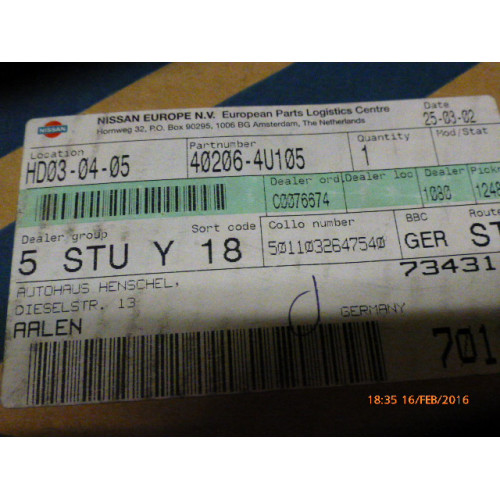 NISSAN EUROPE N.V. European Parts Logistics Centre
Hornweg 32, P.O. Box 90295, 1006 BG Amsterdam, The Netherlands
Date
25-03-02
NISSAN
Location
HD03-04-05
Partnumber
40206-4U105
Quantity
1
Mod/Stat
Dealer ord.
C0076674
Dealer loc
1080
Dealer group
5 STU Y 18
Sort code
Collo number
5011032647540
BBC
GER
Route
73431
AUTOHAUS HENSCHEL,
DIESELSTR. 13
AALEN
GERMANY
d
701
18:35 16/FEB/2016